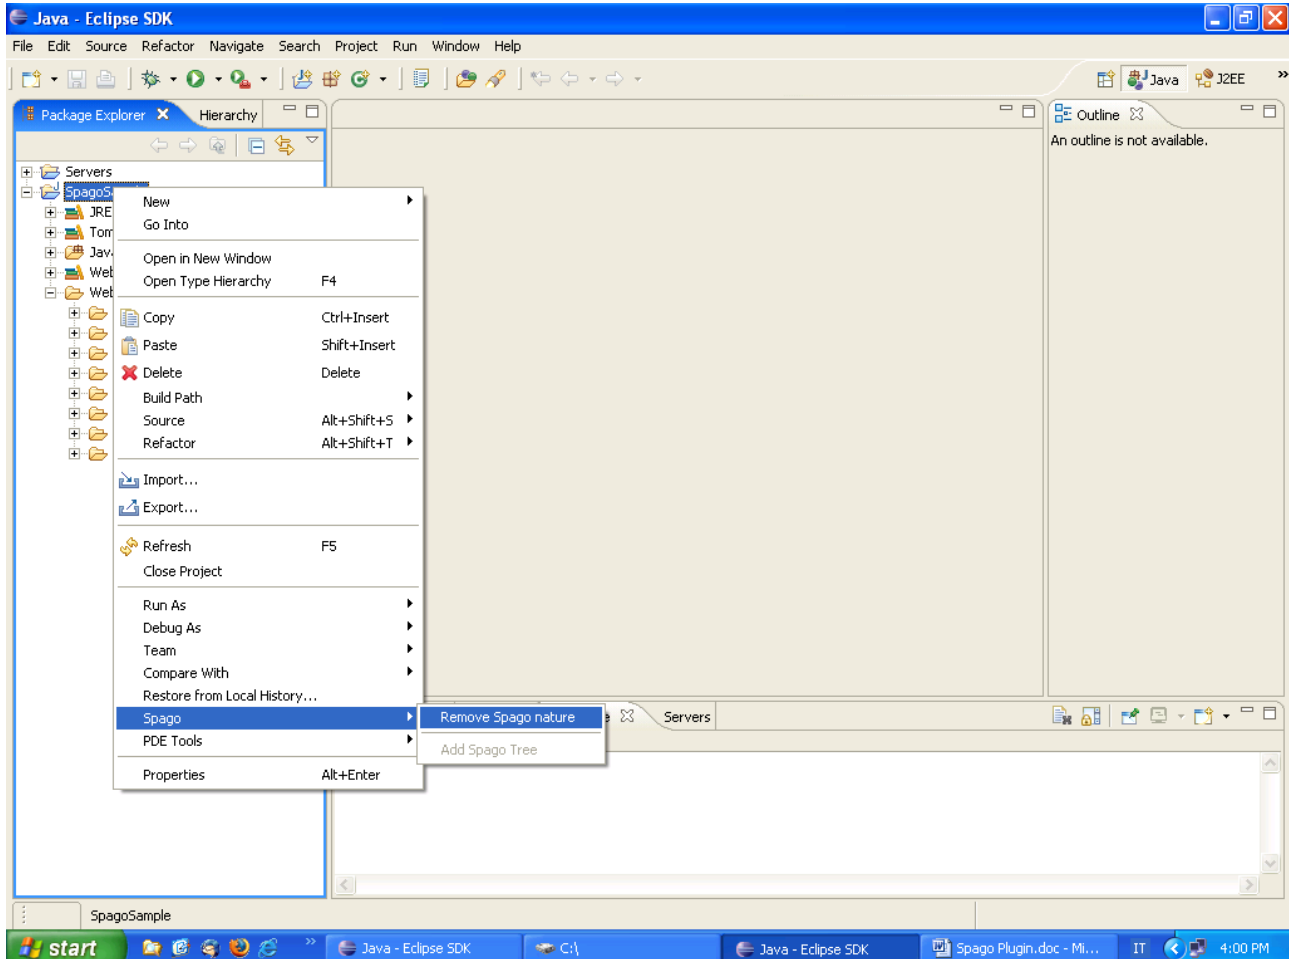 Java - Eclipse SDK
File Edit Source Refactor Navigate Search Project Run Window Help
Java J2EE »
Package Explorer Hierarchy
Outline
An outline is not available.
Servers
SpagoS
JRE
Tom
Jav
Web
Web
New
Go Into
Open in New Window
Open Type Hierarchy F4
Copy Ctrl+Insert
Paste Shift+Insert
Delete Delete
Build Path
Source Alt+Shift+S
Refactor Alt+Shift+T
Import...
Export...
Refresh F5
Close Project
Run As
Debug As
Team
Compare With
Restore from Local History...
Spago
PDE Tools
Properties Alt+Enter
Remove Spago nature
Add Spago Tree
Servers
SpagoSample
start » Java - Eclipse SDK C:\ Java - Eclipse SDK Spago Plugin.doc - Mi... IT 4:00 PM